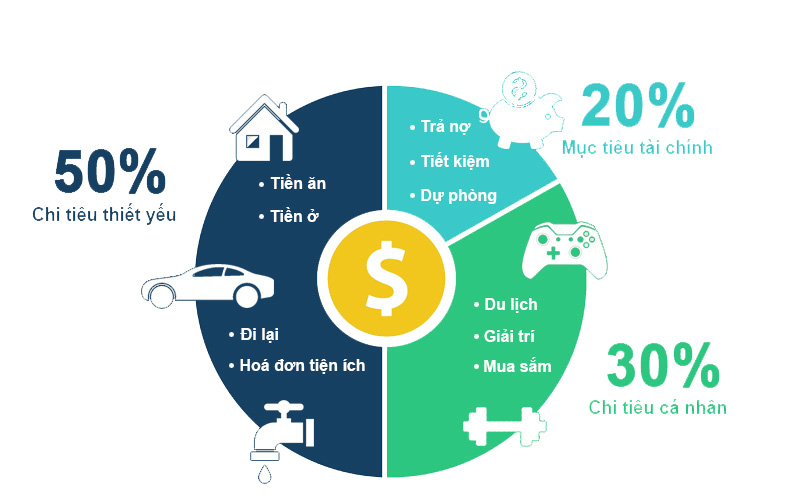 50%
Chi tiêu thiết yếu
• Tiền ăn
• Tiền ở
• Đi lại
• Hoá đơn tiện ích
$
• Trả nợ
• Tiết kiệm
• Dự phòng
20%
Mục tiêu tài chính
• Du lịch
• Giải trí
• Mua sắm
30%
Chi tiêu cá nhân